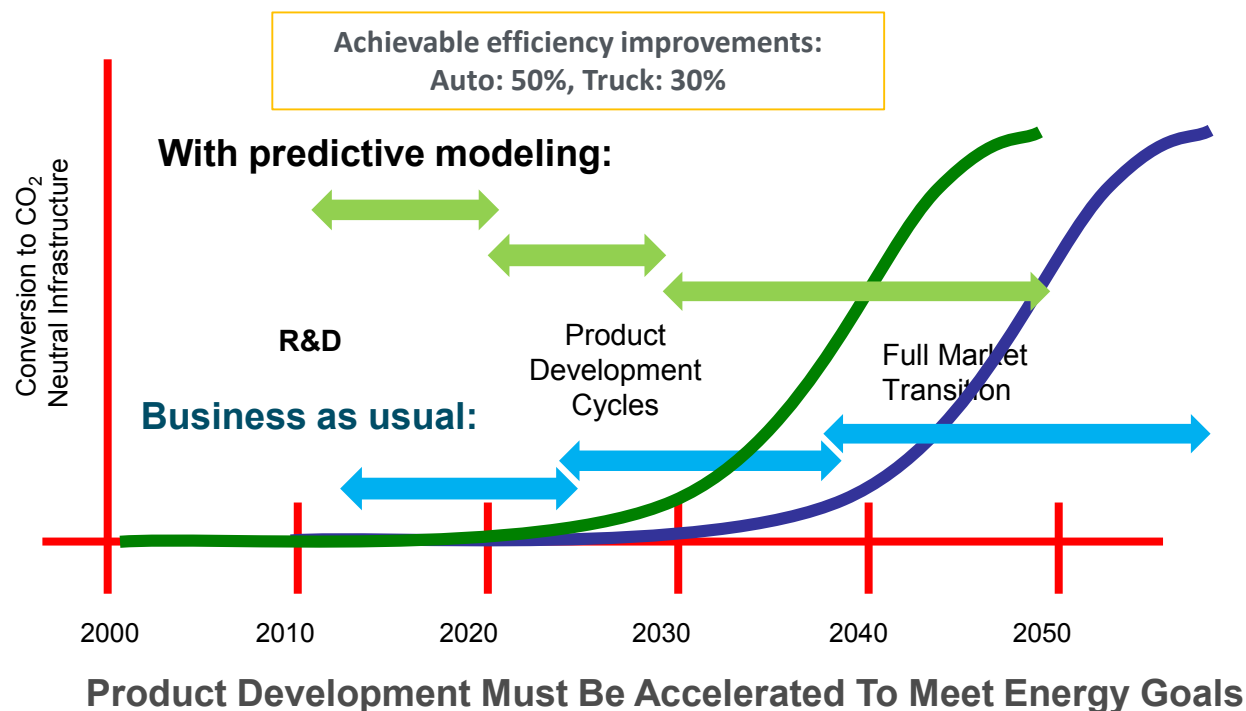 Achievable efficiency improvements:
Auto: 50%, Truck: 30%
With predictive modeling:
Conversion to CO₂
Neutral Infrastructure
R&D
Product
Development
Cycles
Full Market
Transition
Business as usual:
2000 2010 2020 2030 2040 2050
Product Development Must Be Accelerated To Meet Energy Goals